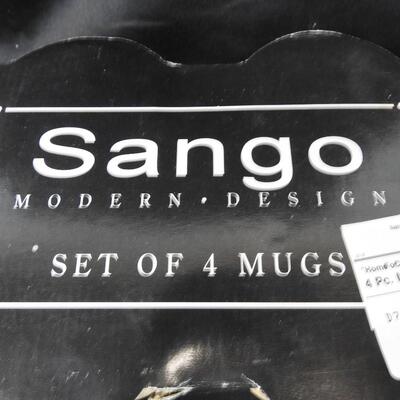 Sango
MODERN · DESIGN
SET OF 4 MUGS
4 Pc.